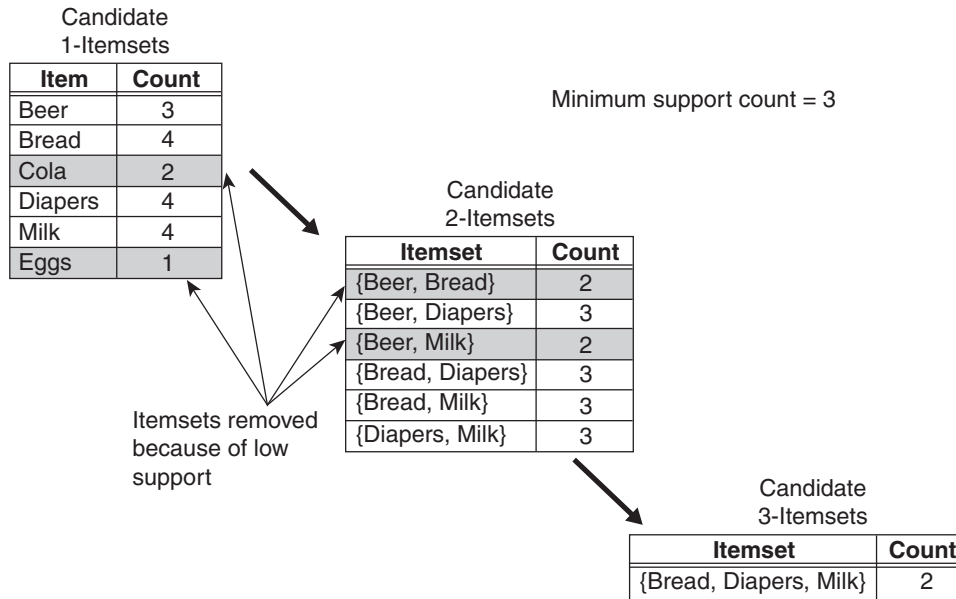 Candidate
1-Itemsets
Item Count
Beer 3
Bread 4
Cola 2
Diapers 4
Milk 4
Eggs 1
Minimum support count = 3
Candidate
2-Itemsets
Itemset Count
{Beer, Bread} 2
{Beer, Diapers} 3
{Beer, Milk} 2
{Bread, Diapers} 3
{Bread, Milk} 3
{Diapers, Milk} 3
Itemsets removed
because of low
support
Candidate
3-Itemsets
Itemset Count
{Bread, Diapers, Milk} 2